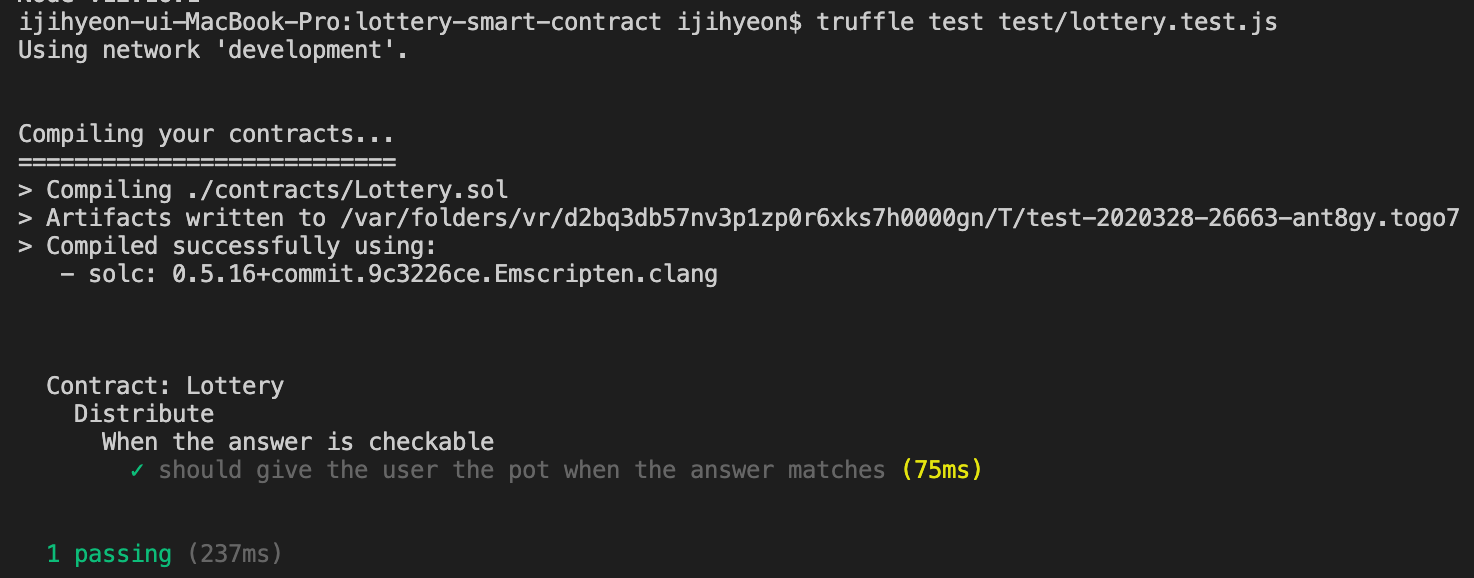 ijihyeon-ui-MacBook-Pro:lottery-smart-contract ijihyeon$ truffle test test/lottery.test.js
Using network 'development'.
Compiling your contracts...
===========================
> Compiling ./contracts/Lottery.sol
> Artifacts written to /var/folders/vr/d2bq3db57nv3p1zp0r6xks7h0000gn/T/test-2020328-26663-ant8gy.togo7
> Compiled successfully using:
- solc: 0.5.16+commit.9c3226ce.Emscripten.clang
Contract: Lottery
Distribute
When the answer is checkable
✓ should give the user the pot when the answer matches (75ms)
1 passing (237ms)